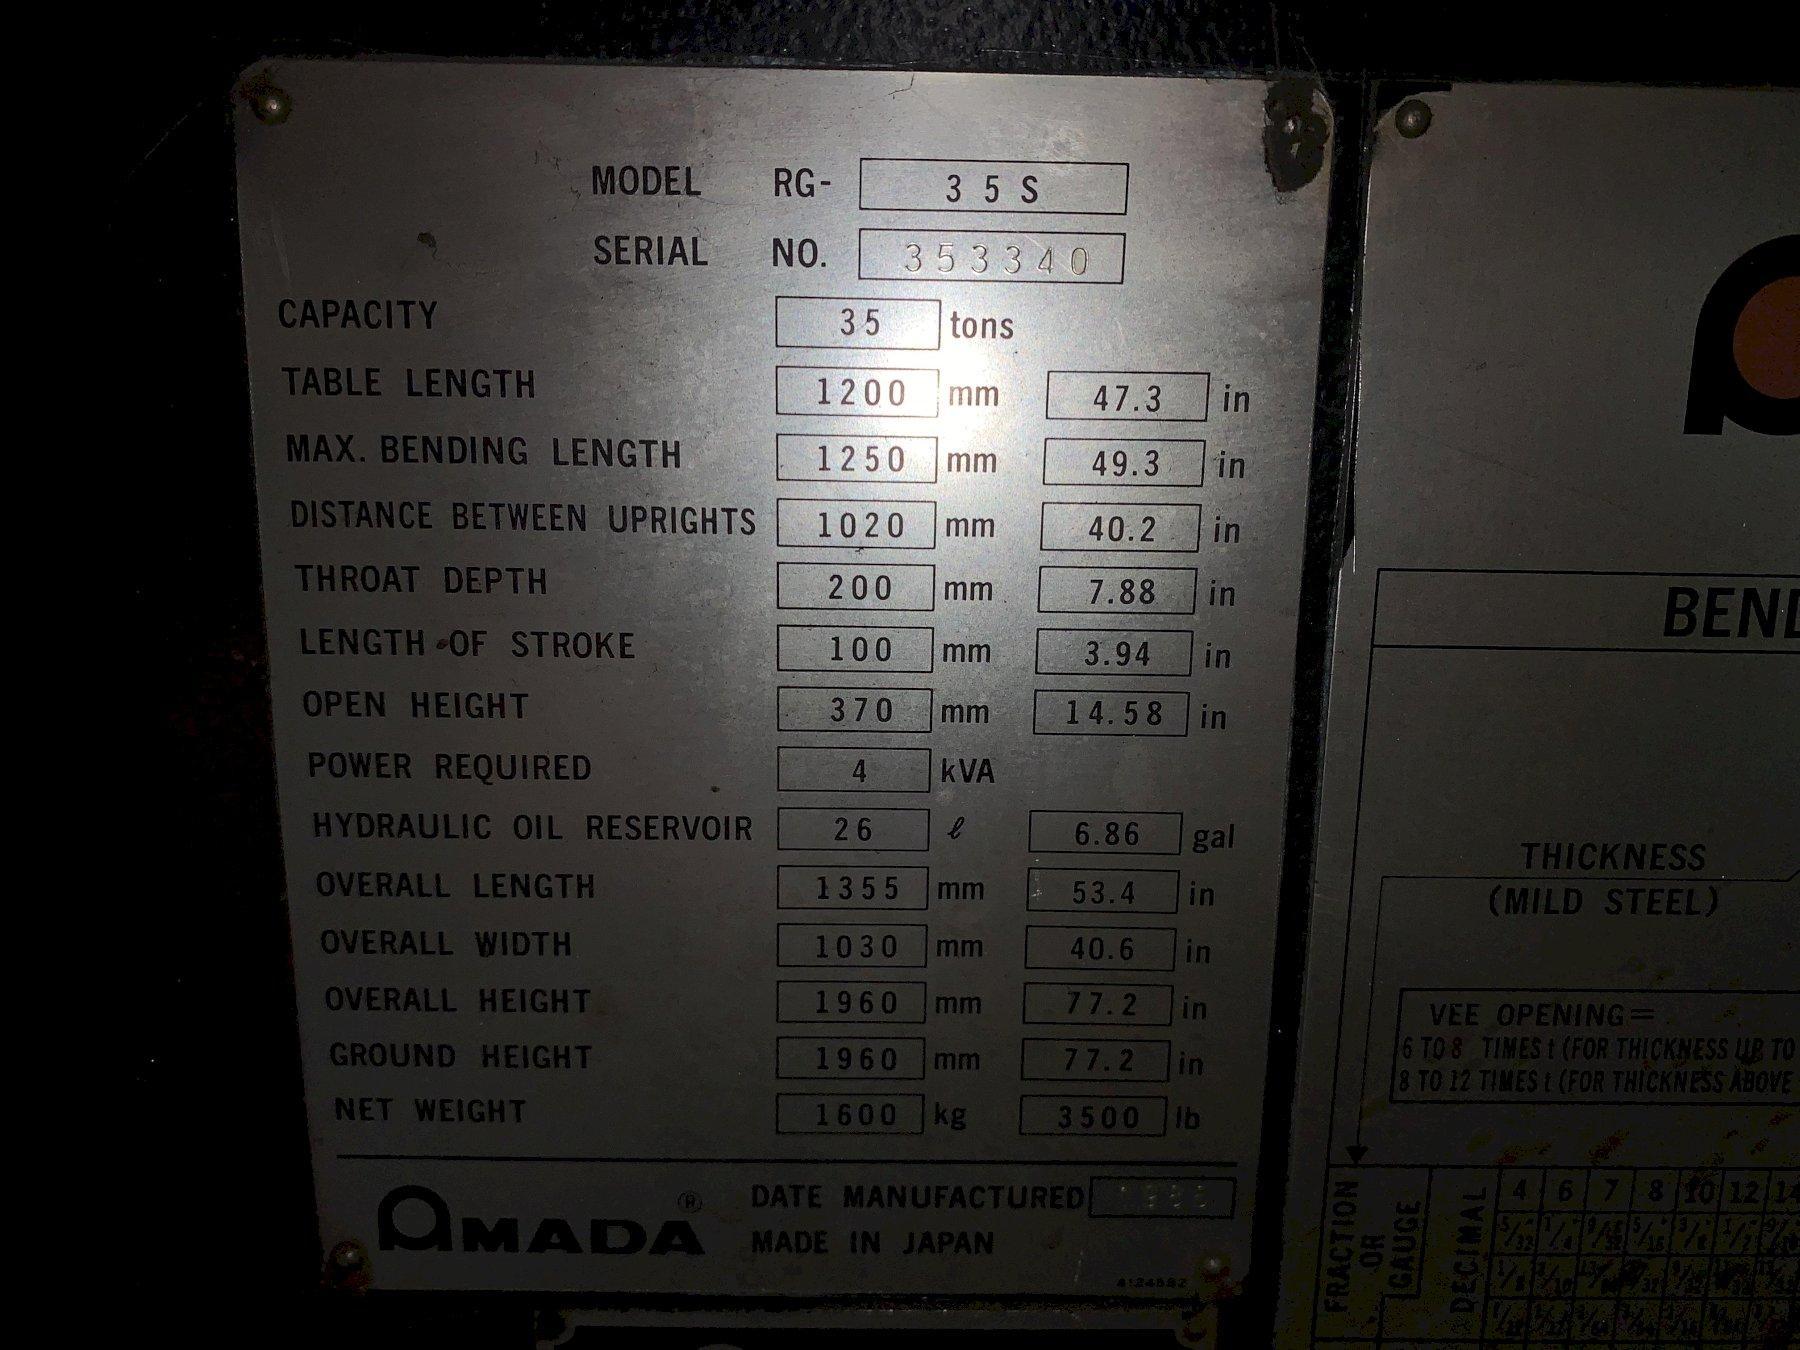 MODEL RG- 35S
SERIAL NO. 353340
CAPACITY 35 tons
TABLE LENGTH 1200 mm 47.3 in
MAX. BENDING LENGTH 1250 mm 49.3 in
DISTANCE BETWEEN UPRIGHTS 1020 mm 40.2 in
THROAT DEPTH 200 mm 7.88 in
LENGTH OF STROKE 100 mm 3.94 in
OPEN HEIGHT 370 mm 14.58 in
POWER REQUIRED 4 kVA
HYDRAULIC OIL RESERVOIR 26 ℓ 6.86 gal
OVERALL LENGTH 1355 mm 53.4 in
OVERALL WIDTH 1030 mm 40.6 in
OVERALL HEIGHT 1960 mm 77.2 in
GROUND HEIGHT 1960 mm 77.2 in
NET WEIGHT 1600 kg 3500 lb
AMADA ® DATE MANUFACTURED
MADE IN JAPAN
BEND
THICKNESS
(MILD STEEL)
VEE OPENING=
6 TO 8 TIMES t (FOR THICKNESS UP TO
8 TO 12 TIMES t (FOR THICKNESS ABOVE
FRACTION OR GAUGE
DECIMAL
4 6 7 8 10 12 14